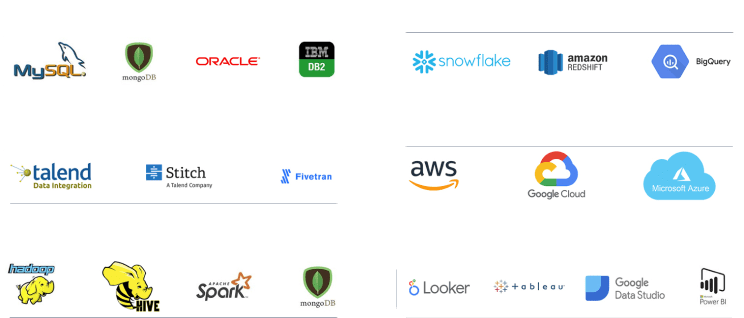 MySQL
mongoDB
ORACLE
IBM
DB2
snowflake
amazon
REDSHIFT
BigQuery
talend
Data Integration
Stitch
A Talend Company
Fivetran
aws
Google Cloud
Microsoft Azure
hadoop
HIVE
APACHE
Spark
mongoDB
Looker
+ a b l e a u
Google
Data Studio
Power BI